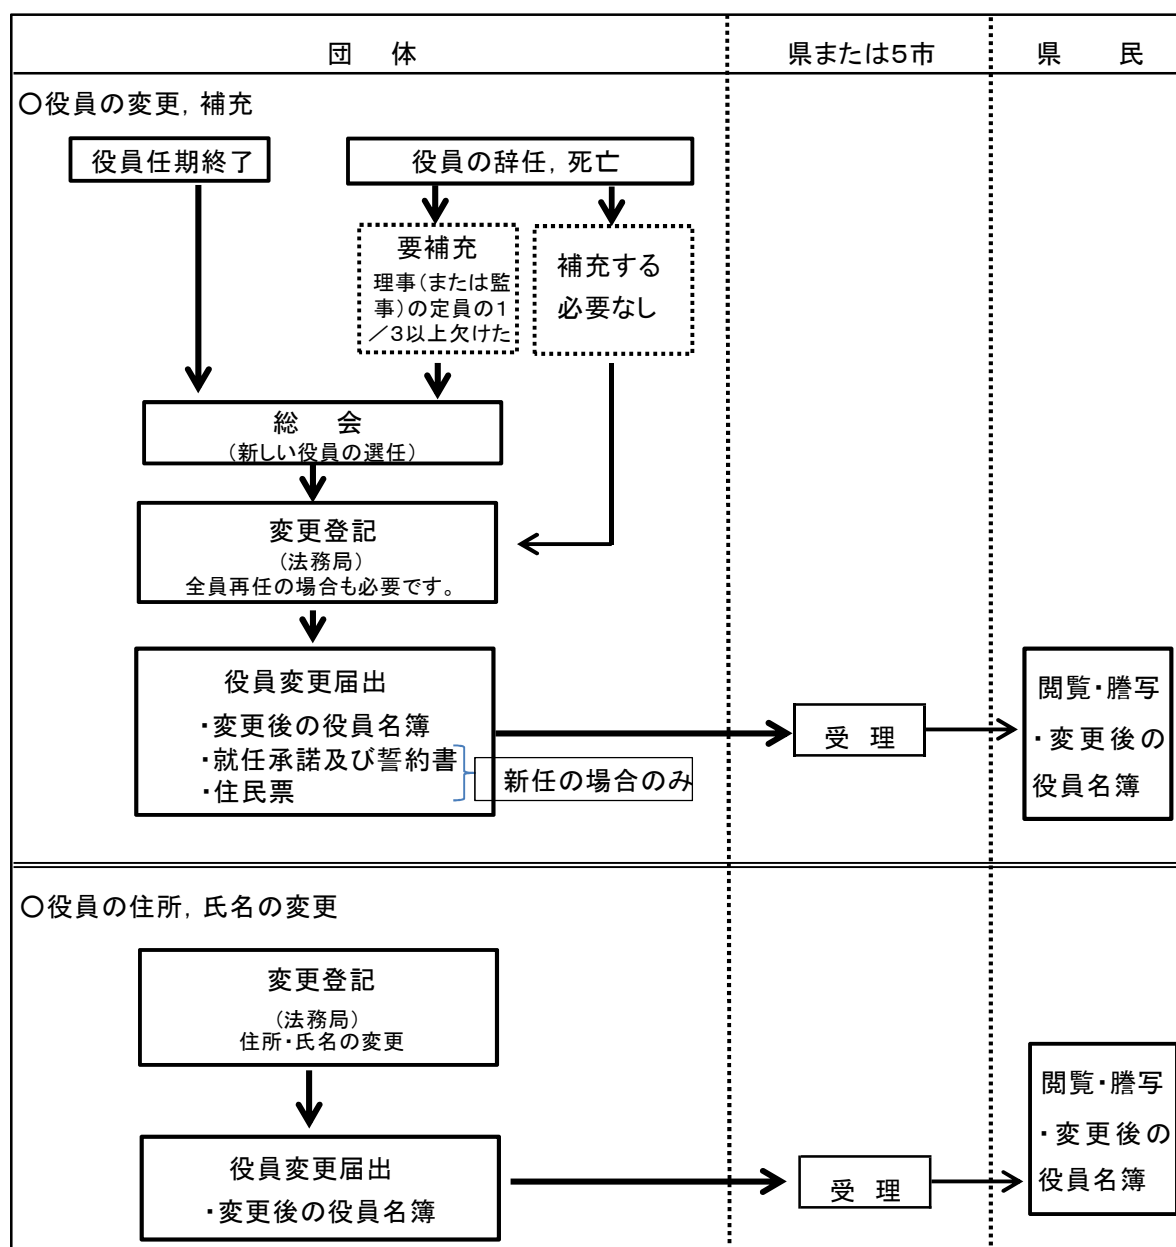 団　体
県または5市
県　民
〇役員の変更，補充
役員任期終了
役員の辞任，死亡
要補充
理事（または監
事）の定員の1
／3以上欠けた
補充する
必要なし
総　会
（新しい役員の選任）
変更登記
（法務局）
全員再任の場合も必要です。
役員変更届出
・変更後の役員名簿
・就任承諾及び誓約書
・住民票
新任の場合のみ
受　理
閲覧・謄写
・変更後の
役員名簿
〇役員の住所，氏名の変更
変更登記
（法務局）
住所・氏名の変更
役員変更届出
・変更後の役員名簿
受　理
閲覧・謄写
・変更後の
役員名簿